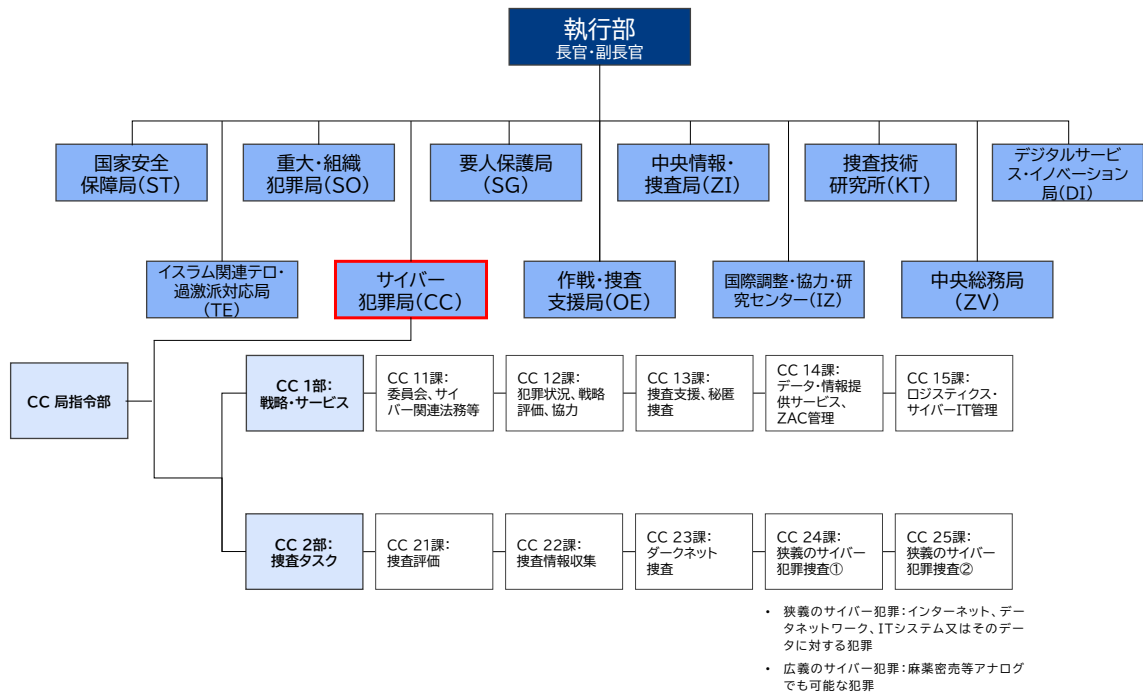 執行部
長官・副長官
国家安全
保障局(ST)
重大・組織
犯罪局(SO)
要人保護局
(SG)
中央情報・
捜査局(ZI)
捜査技術
研究所(KT)
デジタルサービ
ス・イノベーション
局(DI)
イスラム関連テロ・
過激派対応局
(TE)
サイバー
犯罪局(CC)
作戦・捜査
支援局(OE)
国際調整・協力・研
究センター(IZ)
中央総務局
(ZV)
CC 局指令部
CC 1部：
戦略・サービス
CC 11課：
委員会、サイ
バー関連法務等
CC 12課：
犯罪状況、戦略
評価、協力
CC 13課：
捜査支援、秘匿
捜査
CC 14課：
データ・情報提
供サービス、
ZAC管理
CC 15課：
ロジスティクス・
サイバーIT管理
CC 2部：
捜査タスク
CC 21課：
捜査評価
CC 22課：
捜査情報収集
CC 23課：
ダークネット
捜査
CC 24課：
狭義のサイバー
犯罪捜査①
CC 25課：
狭義のサイバー
犯罪捜査②
• 狭義のサイバー犯罪：インターネット、デー
タネットワーク、ITシステム又はそのデー
タに対する犯罪
• 広義のサイバー犯罪：麻薬密売等アナログ
でも可能な犯罪